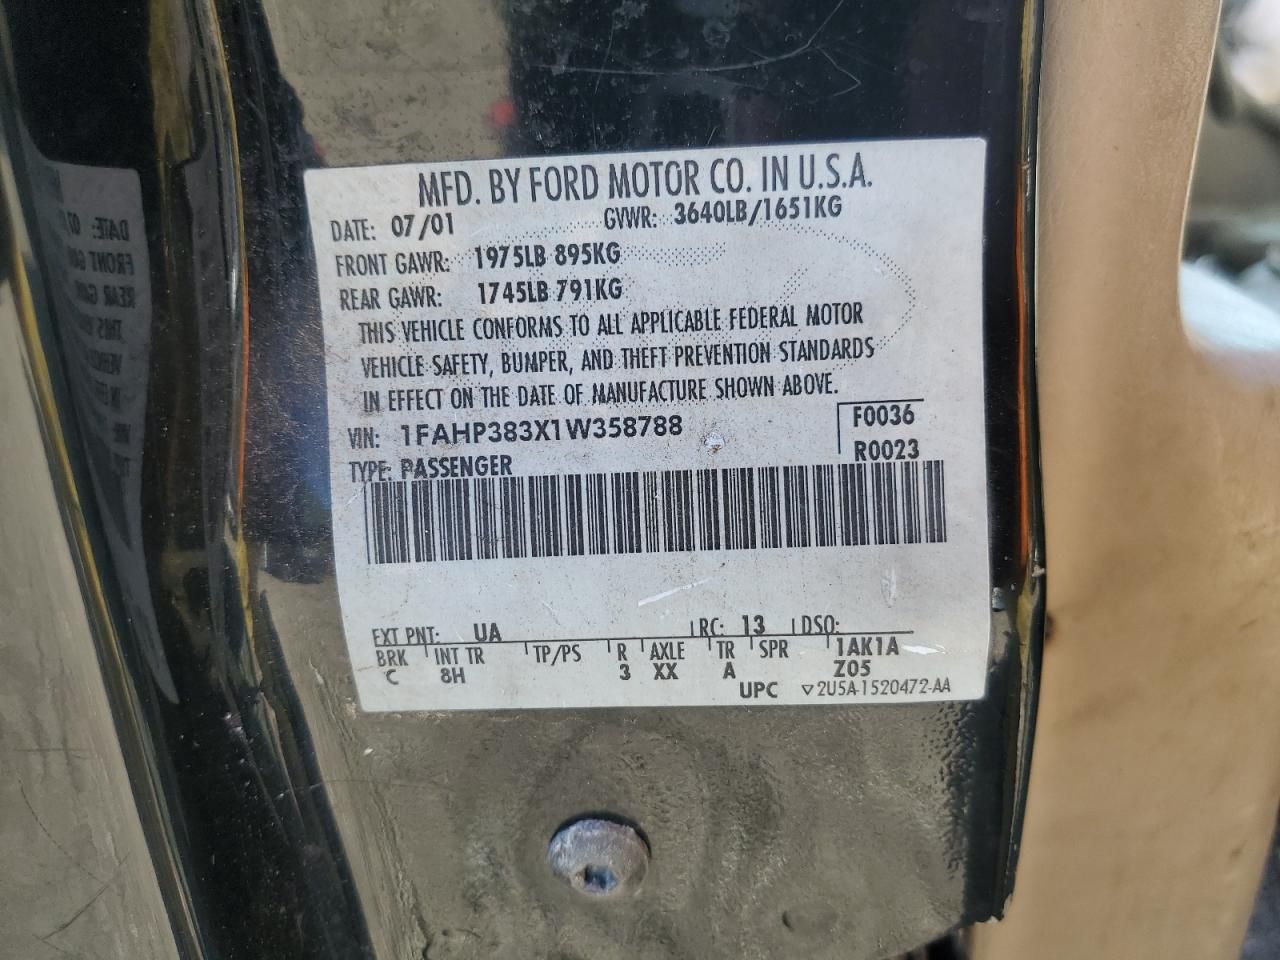 MFD. BY FORD MOTOR CO. IN U.S.A.
DATE: 07/01 GVWR: 3640LB/1651KG
FRONT GAWR: 1975LB 895KG
REAR GAWR: 1745LB 791KG
THIS VEHICLE CONFORMS TO ALL APPLICABLE FEDERAL MOTOR
VEHICLE SAFETY, BUMPER, AND THEFT PREVENTION STANDARDS
IN EFFECT ON THE DATE OF MANUFACTURE SHOWN ABOVE.
VIN: 1FAHP383X1W358788 F0036
TYPE: PASSENGER R0023
EXT PNT: UA RC: 13 DSO:
BRK INT TR TP/PS R AXLE TR SPR 1AK1A
C 8H 3 XX A Z05
UPC ▽2U5A-1520472-AA